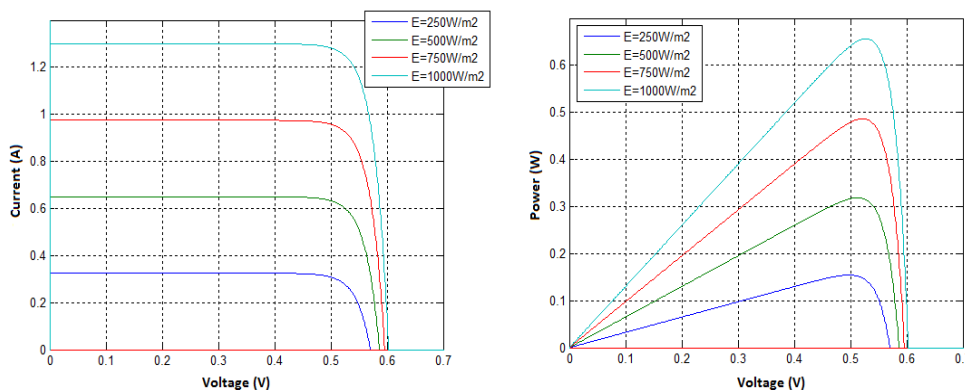 E=250W/m2
E=500W/m2
E=750W/m2
E=1000W/m2
1.2
1
0.8
0.6
0.4
0.2
0
0 0.1 0.2 0.3 0.4 0.5 0.6 0.7
Current (A)
Voltage (V)
E=250W/m2
E=500W/m2
E=750W/m2
E=1000W/m2
0.6
0.5
0.4
0.3
0.2
0.1
0
0 0.1 0.2 0.3 0.4 0.5 0.6 0.7
Power (W)
Voltage (V)